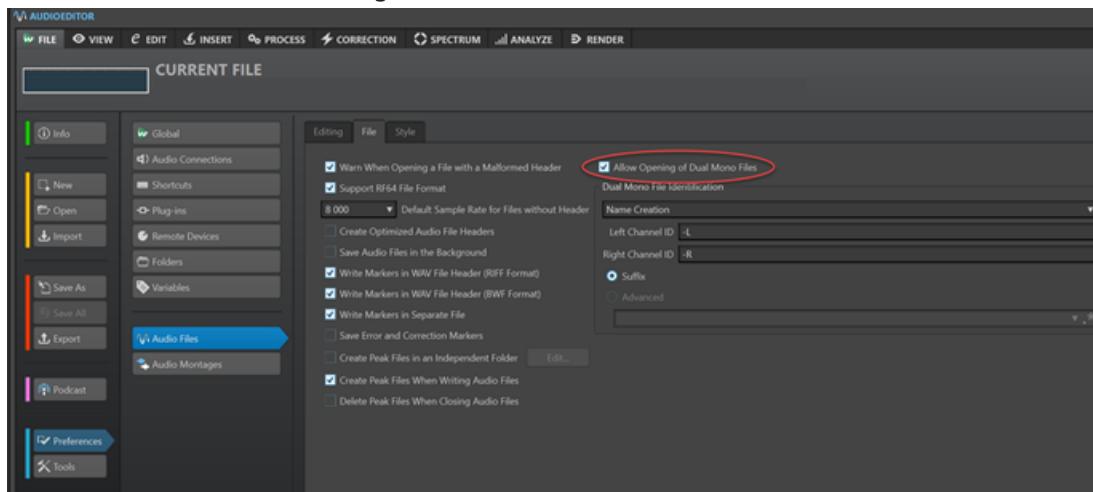 AUDIOEDITOR
FILE VIEW EDIT INSERT PROCESS CORRECTION SPECTRUM ANALYZE RENDER
CURRENT FILE
Info
New
Open
Import
Save As
Save All
Export
Podcast
Preferences
Tools
Global
Audio Connections
Shortcuts
Plug-ins
Remote Devices
Folders
Variables
Audio Files
Audio Montages
Editing File Style
Warn When Opening a File with a Malformed Header
Support RF64 File Format
8 000 Default Sample Rate for Files without Header
Create Optimized Audio File Headers
Save Audio Files in the Background
Write Markers in WAV File Header (RIFF Format)
Write Markers in WAV File Header (BWF Format)
Write Markers in Separate File
Save Error and Correction Markers
Create Peak Files in an Independent Folder Edit...
Create Peak Files When Writing Audio Files
Delete Peak Files When Closing Audio Files
Allow Opening of Dual Mono Files
Dual Mono File Identification
Name Creation
Left Channel ID -L
Right Channel ID -R
Suffix
Advanced